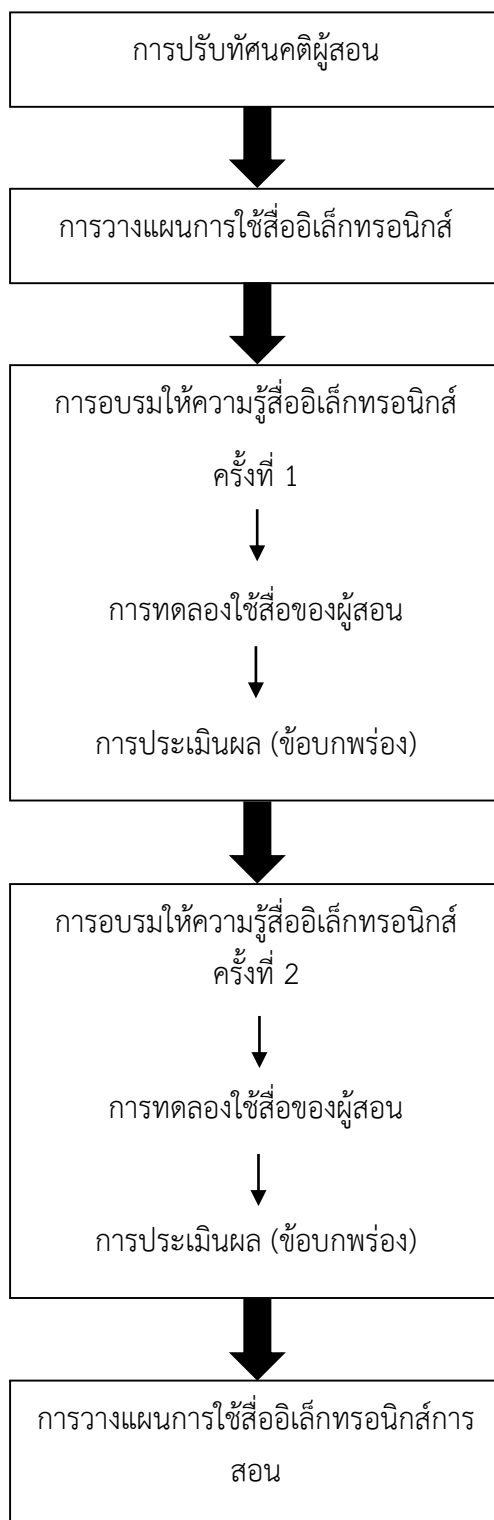 การปรับทัศนคติผู้สอน
การวางแผนการใช้สื่ออิเล็กทรอนิกส์
การอบรมให้ความรู้สื่ออิเล็กทรอนิกส์
ครั้งที่ 1
การทดลองใช้สื่อของผู้สอน
การประเมินผล (ข้อบกพร่อง)
การอบรมให้ความรู้สื่ออิเล็กทรอนิกส์
ครั้งที่ 2
การทดลองใช้สื่อของผู้สอน
การประเมินผล (ข้อบกพร่อง)
การวางแผนการใช้สื่ออิเล็กทรอนิกส์การ
สอน